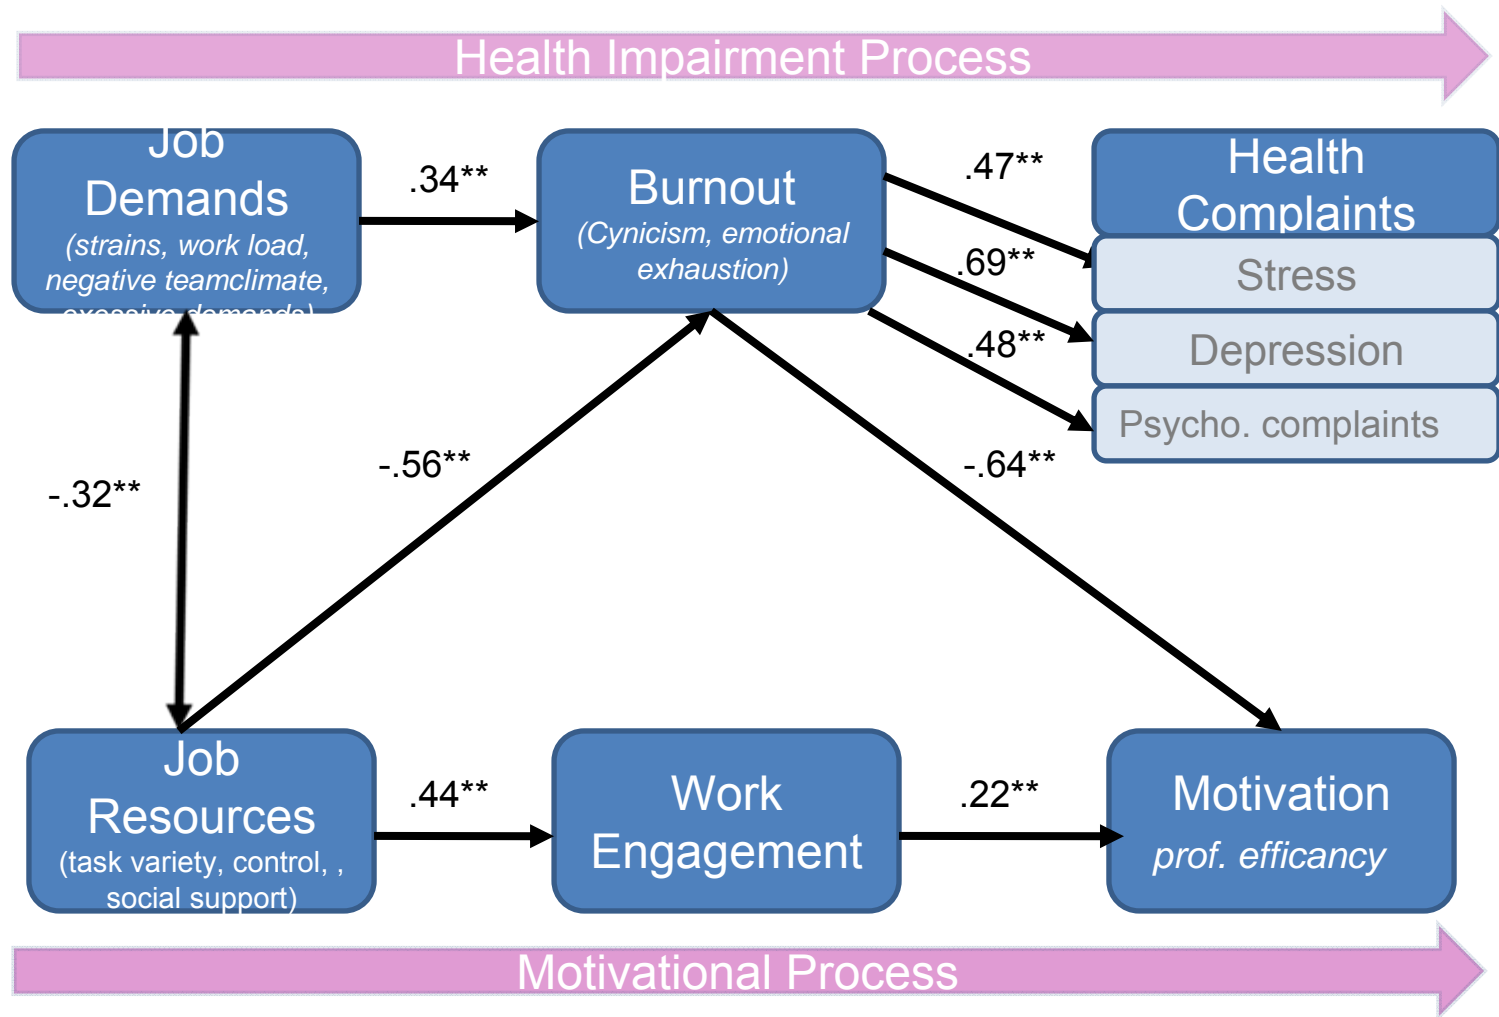 Health Impairment Process
Job
Demands
(strains, work load,
negative teamclimate,
exessive demands)
.34**
Burnout
(Cynicism, emotional
exhaustion)
.47**
.69**
.48**
Health
Complaints
Stress
Depression
Psycho. complaints
-.32**
-.56**
-.64**
Job
Resources
(task variety, control, ,
social support)
.44**
Work
Engagement
.22**
Motivation
prof. efficancy
Motivational Process